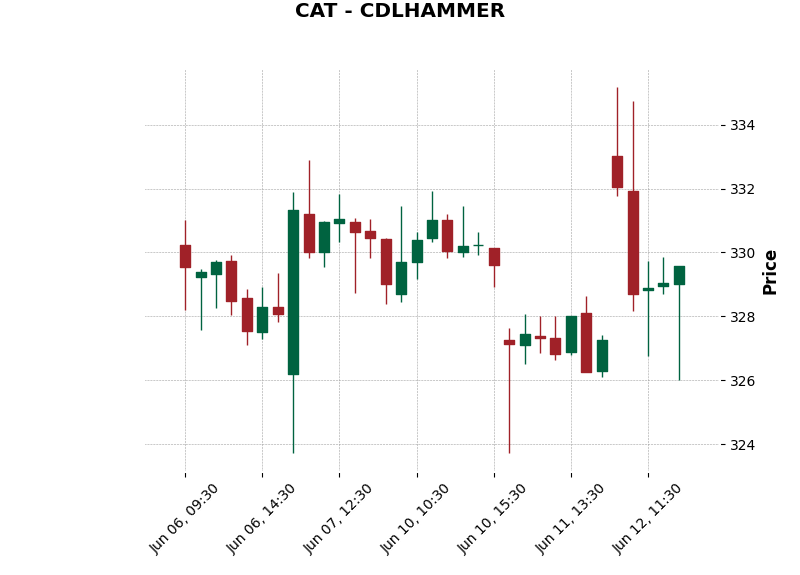 CAT - CDLHAMMER
334
332
330
328
326
324
Price
Jun 06, 09:30
Jun 06, 14:30
Jun 07, 12:30
Jun 10, 10:30
Jun 10, 15:30
Jun 11, 13:30
Jun 12, 11:30